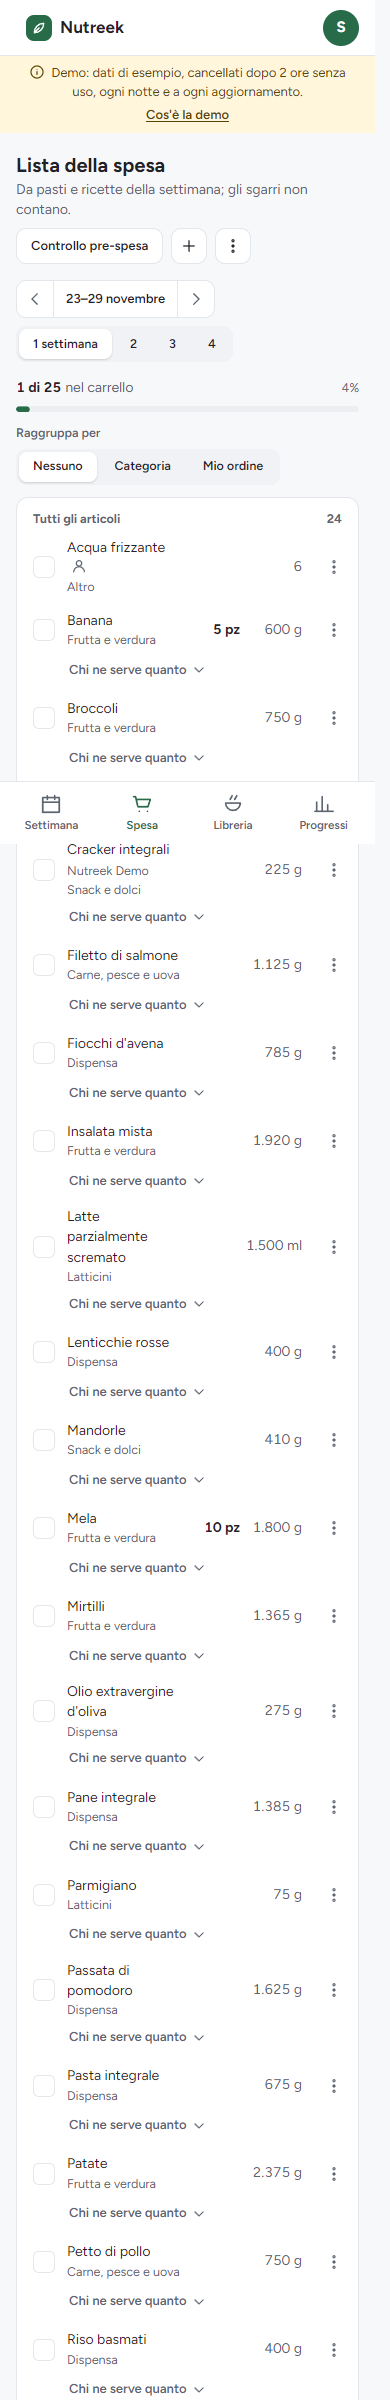 Nutreek
S
Demo: dati di esempio, cancellati dopo 2 ore senza
uso, ogni notte e a ogni aggiornamento.
Cos'è la demo
Lista della spesa
Da pasti e ricette della settimana; gli sgarri non
contano.
Controllo pre-spesa
23–29 novembre
1 settimana 2 3 4
1 di 25 nel carrello 4%
Raggruppa per
Nessuno Categoria Mio ordine
Tutti gli articoli 24
Acqua frizzante
6
Altro
Banana
5 pz 600 g
Frutta e verdura
Chi ne serve quanto
Broccoli
750 g
Frutta e verdura
Chi ne serve quanto
Settimana Spesa Libreria Progressi
Cracker integrali
Nutreek Demo
225 g
Snack e dolci
Chi ne serve quanto
Filetto di salmone
1.125 g
Carne, pesce e uova
Chi ne serve quanto
Fiocchi d'avena
785 g
Dispensa
Chi ne serve quanto
Insalata mista
1.920 g
Frutta e verdura
Chi ne serve quanto
Latte
parzialmente
scremato
1.500 ml
Latticini
Chi ne serve quanto
Lenticchie rosse
400 g
Dispensa
Chi ne serve quanto
Mandorle
410 g
Snack e dolci
Chi ne serve quanto
Mela
10 pz 1.800 g
Frutta e verdura
Chi ne serve quanto
Mirtilli
1.365 g
Frutta e verdura
Chi ne serve quanto
Olio extravergine
d'oliva
275 g
Dispensa
Chi ne serve quanto
Pane integrale
1.385 g
Dispensa
Chi ne serve quanto
Parmigiano
75 g
Latticini
Chi ne serve quanto
Passata di
pomodoro
1.625 g
Dispensa
Chi ne serve quanto
Pasta integrale
675 g
Dispensa
Chi ne serve quanto
Patate
2.375 g
Frutta e verdura
Chi ne serve quanto
Petto di pollo
750 g
Carne, pesce e uova
Chi ne serve quanto
Riso basmati
400 g
Dispensa
Chi ne serve quanto